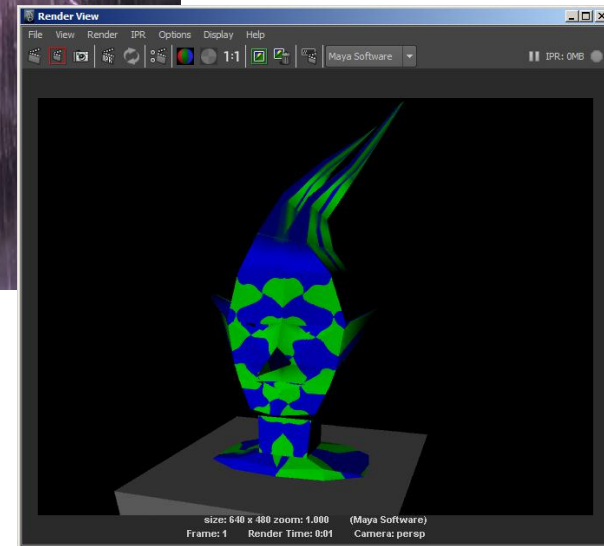 Render View
File View Render IPR Options Display Help
1:1 Maya Software IPR: 0MB
size: 640 x 480 zoom: 1.000 (Maya Software)
Frame: 1 Render Time: 0:01 Camera: persp